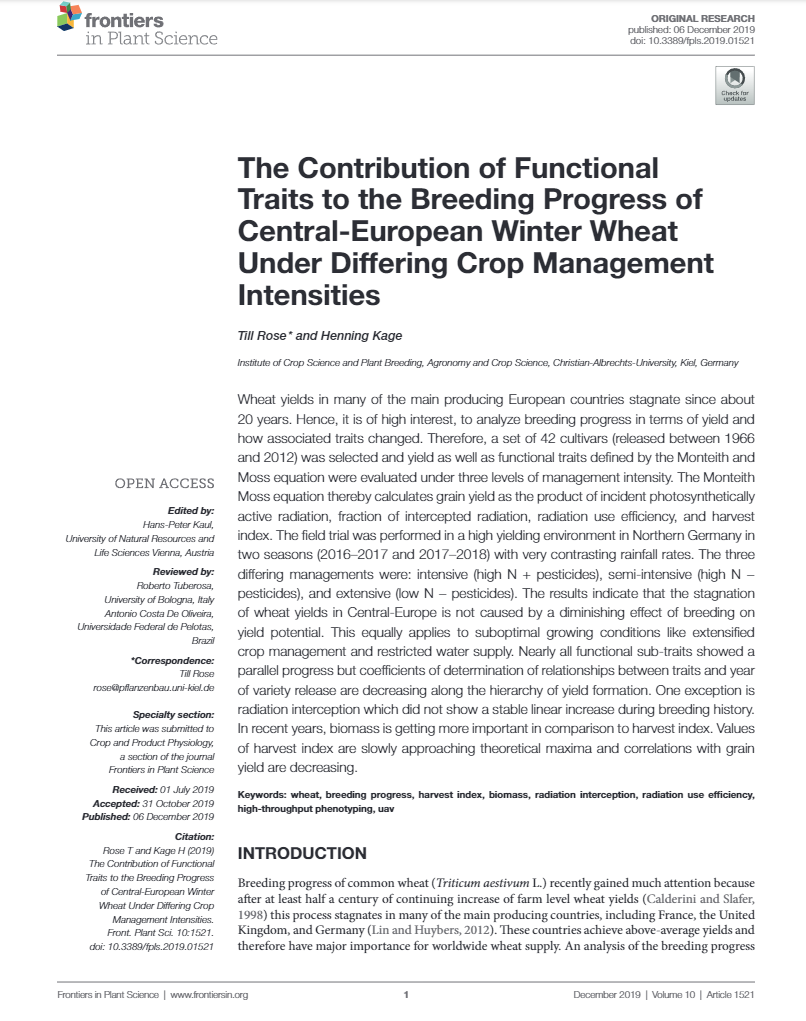 frontiers
in Plant Science
ORIGINAL RESEARCH
published: 06 December 2019
doi: 10.3389/fpls.2019.01521
Check for
updates
The Contribution of Functional
Traits to the Breeding Progress of
Central-European Winter Wheat
Under Differing Crop Management
Intensities
Till Rose* and Henning Kage
Institute of Crop Science and Plant Breeding, Agronomy and Crop Science, Christian-Albrechts-University, Kiel, Germany
Wheat yields in many of the main producing European countries stagnate since about
20 years. Hence, it is of high interest, to analyze breeding progress in terms of yield and
how associated traits changed. Therefore, a set of 42 cultivars (released between 1966
and 2012) was selected and yield as well as functional traits defined by the Monteith and
Moss equation were evaluated under three levels of management intensity. The Monteith
Moss equation thereby calculates grain yield as the product of incident photosynthetically
active radiation, fraction of intercepted radiation, radiation use efficiency, and harvest
index. The field trial was performed in a high yielding environment in Northern Germany in
two seasons (2016–2017 and 2017–2018) with very contrasting rainfall rates. The three
differing managements were: intensive (high N + pesticides), semi-intensive (high N −
pesticides), and extensive (low N − pesticides). The results indicate that the stagnation
of wheat yields in Central-Europe is not caused by a diminishing effect of breeding on
yield potential. This equally applies to suboptimal growing conditions like extensified
crop management and restricted water supply. Nearly all functional sub-traits showed a
parallel progress but coefficients of determination of relationships between traits and year
of variety release are decreasing along the hierarchy of yield formation. One exception is
radiation interception which did not show a stable linear increase during breeding history.
In recent years, biomass is getting more important in comparison to harvest index. Values
of harvest index are slowly approaching theoretical maxima and correlations with grain
yield are decreasing.
Keywords: wheat, breeding progress, harvest index, biomass, radiation interception, radiation use efficiency,
high-throughput phenotyping, uav
OPEN ACCESS
Edited by:
Hans-Peter Kaul,
University of Natural Resources and
Life Sciences Vienna, Austria
Reviewed by:
Roberto Tuberosa,
University of Bologna, Italy
Antonio Costa De Oliveira,
Universidade Federal de Pelotas,
Brazil
*Correspondence:
Till Rose
rose@pflanzenbau.uni-kiel.de
Specialty section:
This article was submitted to
Crop and Product Physiology,
a section of the journal
Frontiers in Plant Science
Received: 01 July 2019
Accepted: 31 October 2019
Published: 06 December 2019
Citation:
Rose T and Kage H (2019)
The Contribution of Functional
Traits to the Breeding Progress
of Central-European Winter
Wheat Under Differing Crop
Management Intensities.
Front. Plant Sci. 10:1521.
doi: 10.3389/fpls.2019.01521
INTRODUCTION
Breeding progress of common wheat (Triticum aestivum L.) recently gained much attention because
after at least half a century of continuing increase of farm level wheat yields (Calderini and Slafer,
1998) this process stagnates in many of the main producing countries, including France, the United
Kingdom, and Germany (Lin and Huybers, 2012). These countries achieve above-average yields and
therefore have major importance for worldwide wheat supply. An analysis of the breeding progress
Frontiers in Plant Science | www.frontiersin.org
1
December 2019 | Volume 10 | Article 1521